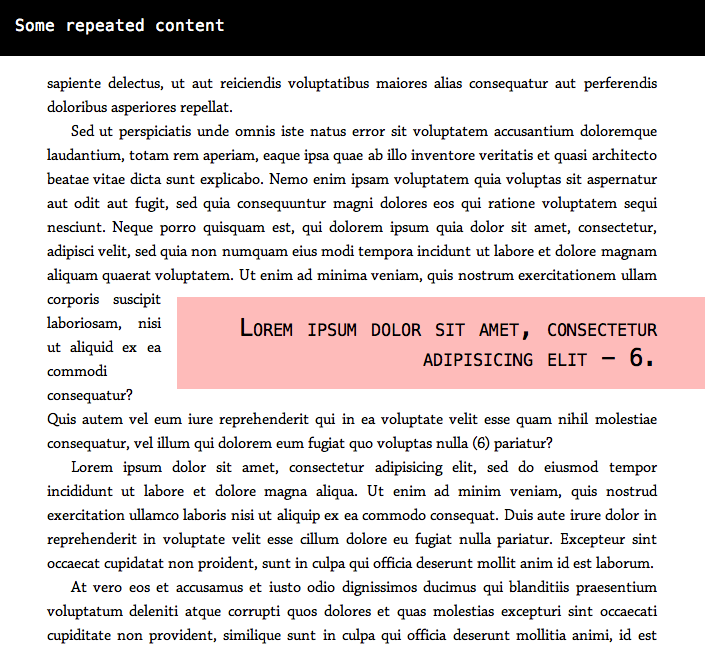 Some repeated content
sapiente delectus, ut aut reiciendis voluptatibus maiores alias consequatur aut perferendis
doloribus asperiores repellat.
Sed ut perspiciatis unde omnis iste natus error sit voluptatem accusantium doloremque
laudantium, totam rem aperiam, eaque ipsa quae ab illo inventore veritatis et quasi architecto
beatae vitae dicta sunt explicabo. Nemo enim ipsam voluptatem quia voluptas sit aspernatur
aut odit aut fugit, sed quia consequuntur magni dolores eos qui ratione voluptatem sequi
nesciunt. Neque porro quisquam est, qui dolorem ipsum quia dolor sit amet, consectetur,
adipisci velit, sed quia non numquam eius modi tempora incidunt ut labore et dolore magnam
aliquam quaerat voluptatem. Ut enim ad minima veniam, quis nostrum exercitationem ullam
corporis suscipit
laboriosam, nisi
ut aliquid ex ea
commodi
consequatur?
Lorem ipsum dolor sit amet, consectetur
adipisicing elit – 6.
Quis autem vel eum iure reprehenderit qui in ea voluptate velit esse quam nihil molestiae
consequatur, vel illum qui dolorem eum fugiat quo voluptas nulla (6) pariatur?
Lorem ipsum dolor sit amet, consectetur adipisicing elit, sed do eiusmod tempor
incididunt ut labore et dolore magna aliqua. Ut enim ad minim veniam, quis nostrud
exercitation ullamco laboris nisi ut aliquip ex ea commodo consequat. Duis aute irure dolor in
reprehenderit in voluptate velit esse cillum dolore eu fugiat nulla pariatur. Excepteur sint
occaecat cupidatat non proident, sunt in culpa qui officia deserunt mollit anim id est laborum.
At vero eos et accusamus et iusto odio dignissimos ducimus qui blanditiis praesentium
voluptatum deleniti atque corrupti quos dolores et quas molestias excepturi sint occaecati
cupiditate non provident, similique sunt in culpa qui officia deserunt mollitia animi, id est